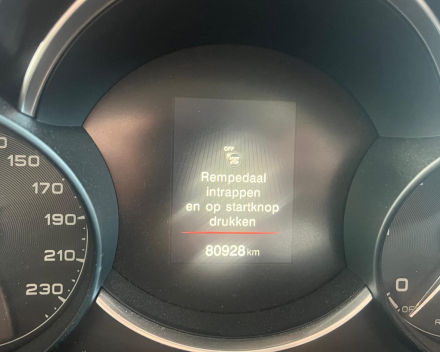 OFF
Rempedaal
intrappen
en op startknop
drukken
80928 km
150
170
190
210
230
0